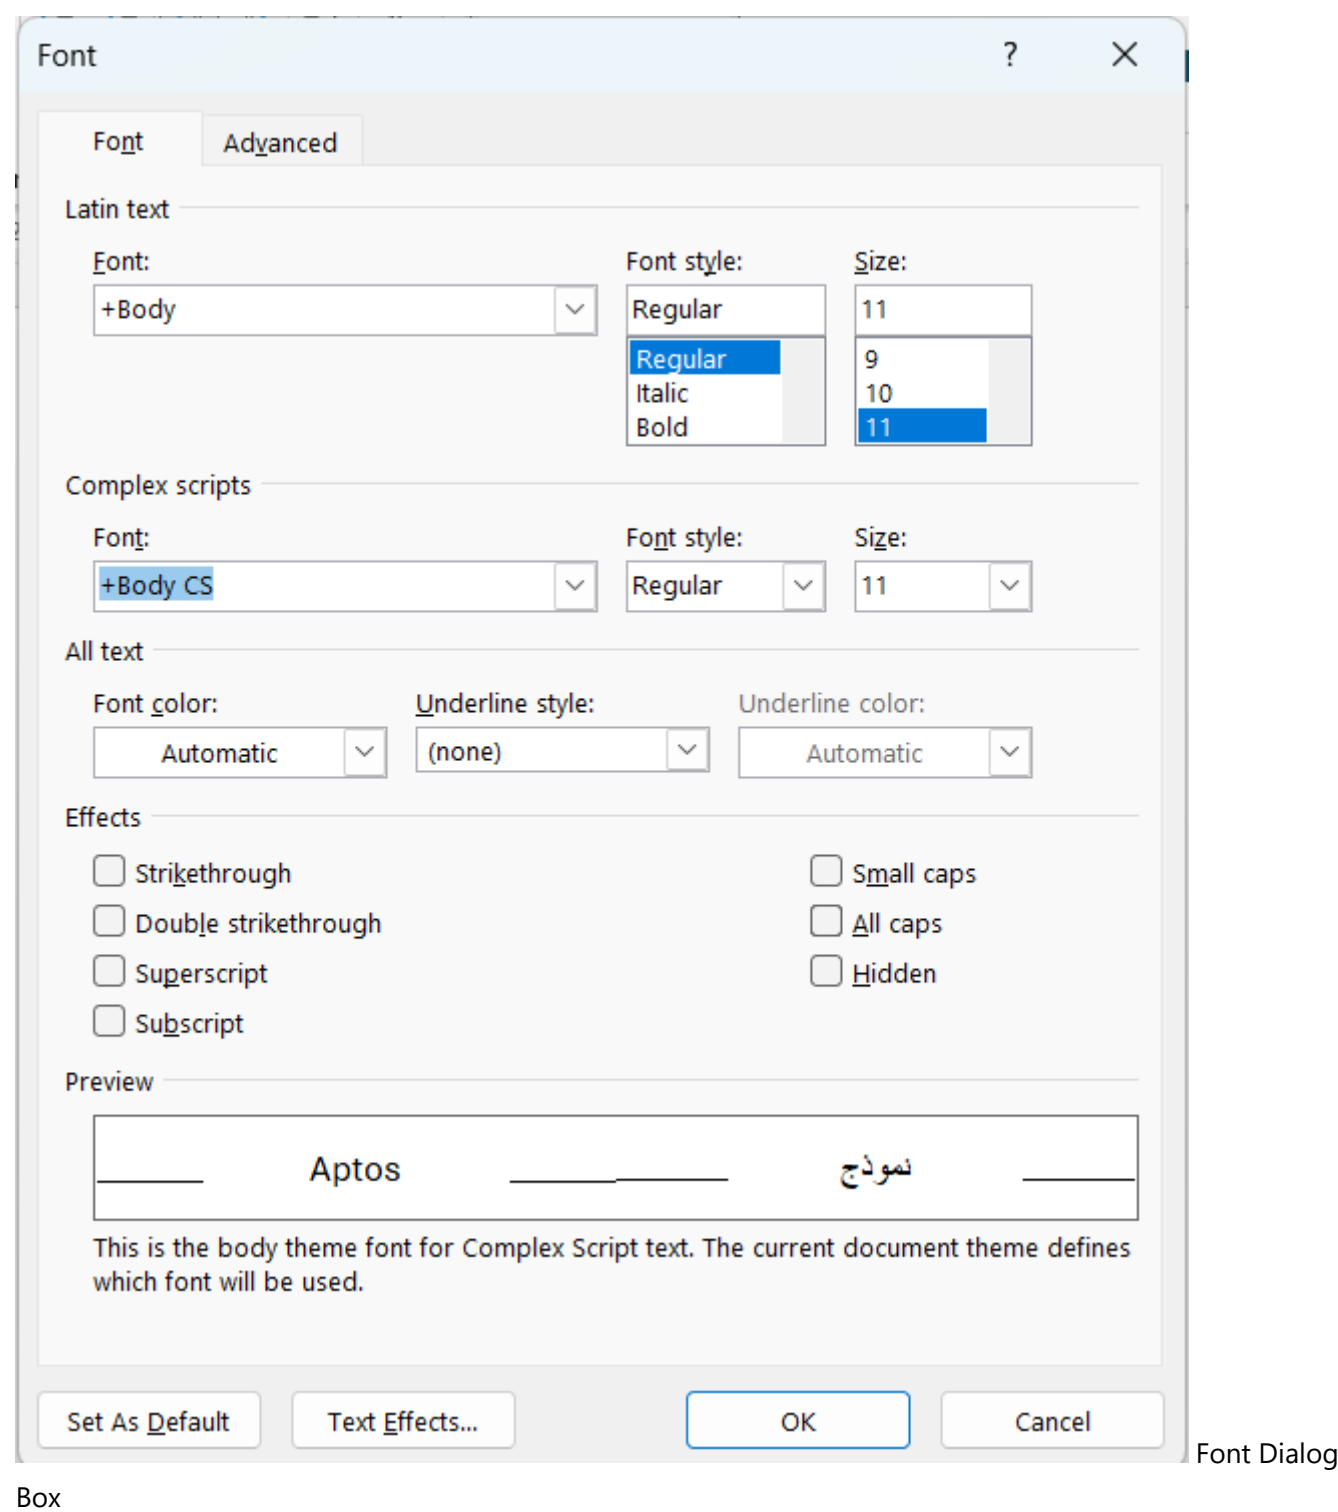 Font ?
Font Advanced
Latin text
Font: Font style: Size:
+Body Regular 11
Regular 9
Italic 10
Bold 11
Complex scripts
Font: Font style: Size:
+Body CS Regular 11
All text
Font color: Underline style: Underline color:
Automatic (none) Automatic
Effects
Strikethrough Small caps
Double strikethrough All caps
Superscript Hidden
Subscript
Preview
Aptos نموذج
This is the body theme font for Complex Script text. The current document theme defines
which font will be used.
Set As Default Text Effects... OK Cancel
Font Dialog
Box